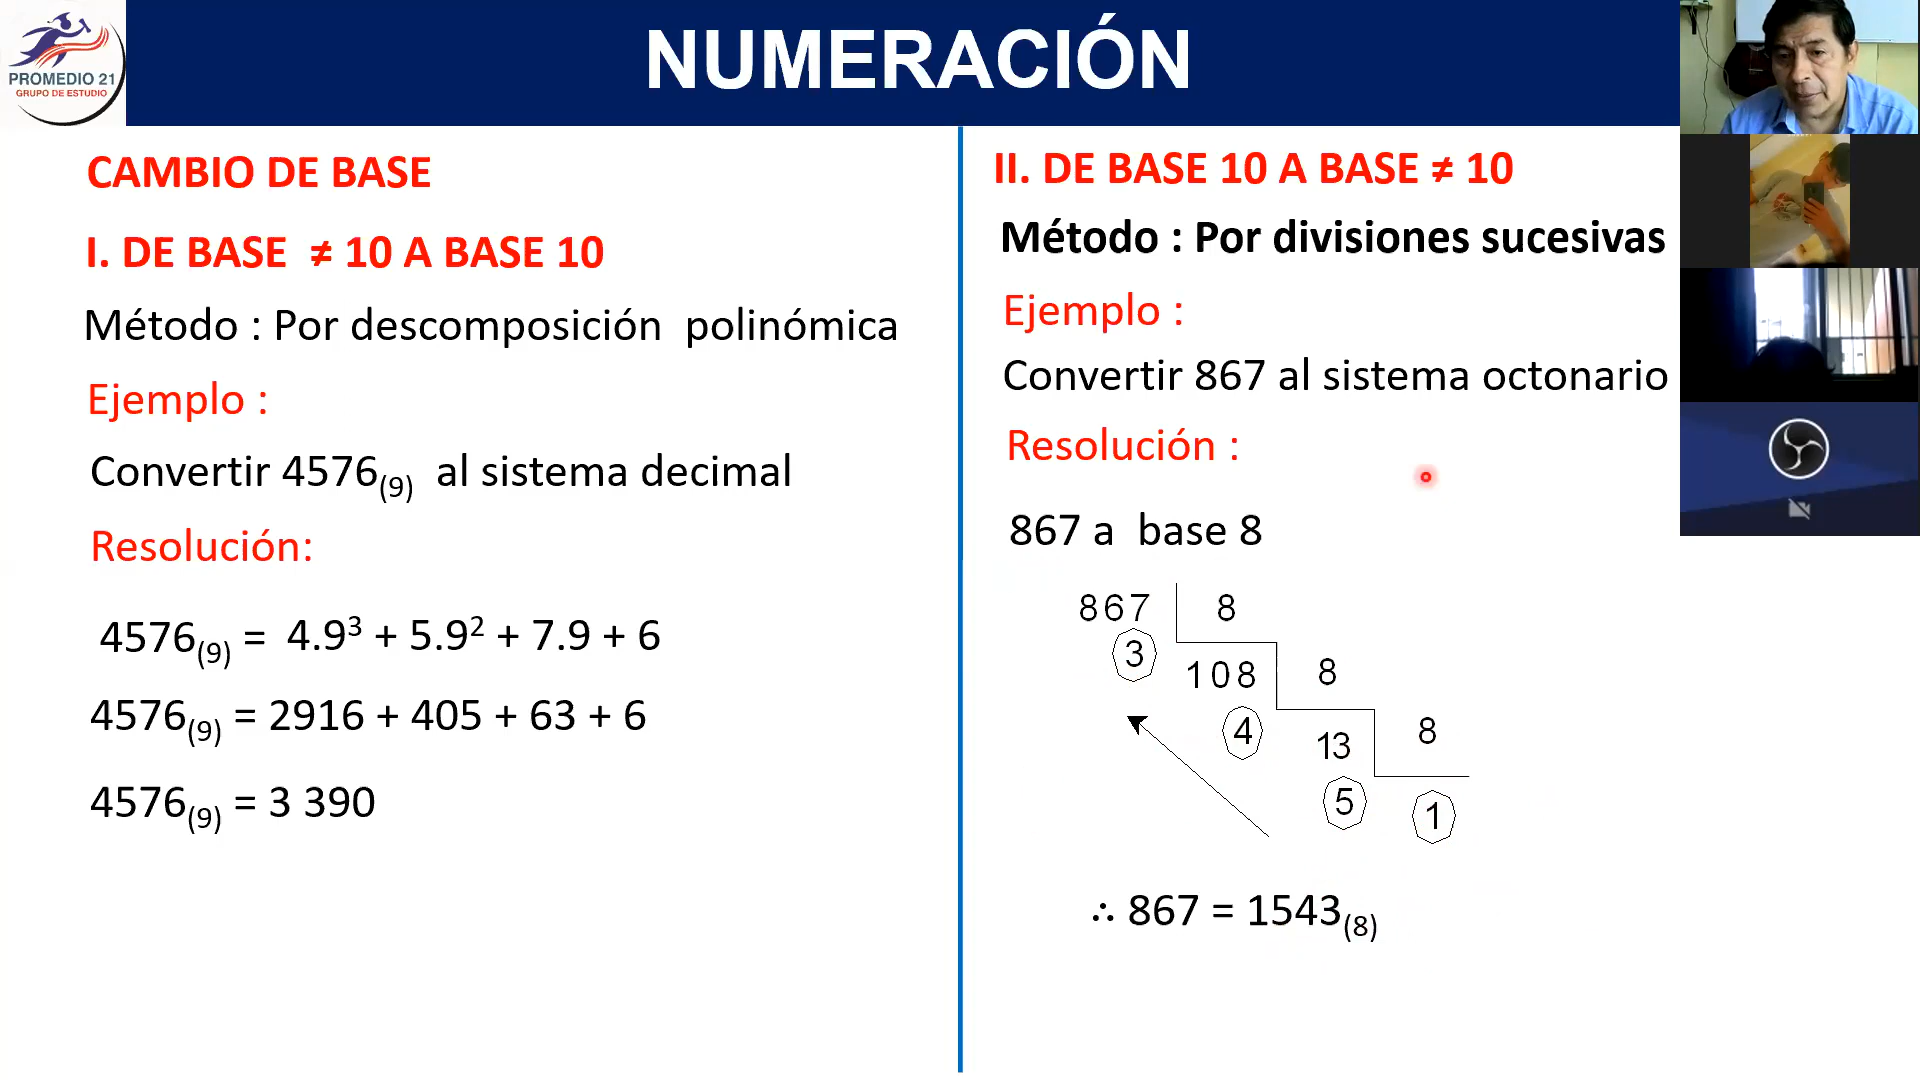 PROMEDIO 21
GRUPO DE ESTUDIO
NUMERACIÓN
CAMBIO DE BASE
I. DE BASE ≠ 10 A BASE 10
Método : Por descomposición polinómica
Ejemplo :
Convertir 4576(9) al sistema decimal
Resolución:
4576(9) = 4.9³ + 5.9² + 7.9 + 6
4576(9) = 2916 + 405 + 63 + 6
4576(9) = 3 390
II. DE BASE 10 A BASE ≠ 10
Método : Por divisiones sucesivas
Ejemplo :
Convertir 867 al sistema octonario
Resolución :
867 a base 8
867 8
3 108 8
4 13 8
5 1
∴ 867 = 1543(8)